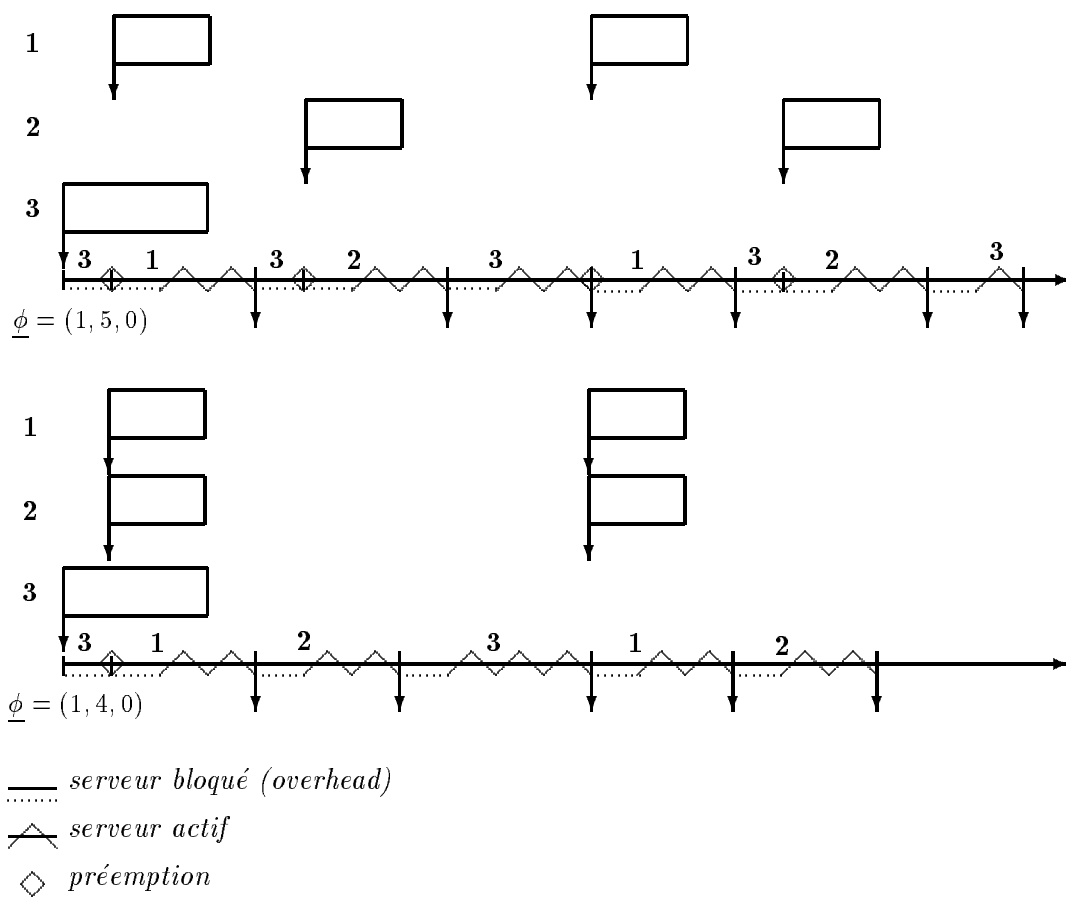 1
2
3
3 1 3 2 3 1 3 2 3
ϕ = (1, 5, 0)
1
2
3
3 1 2 3 1 2
ϕ = (1, 4, 0)
serveur bloqué (overhead)
serveur actif
préemption